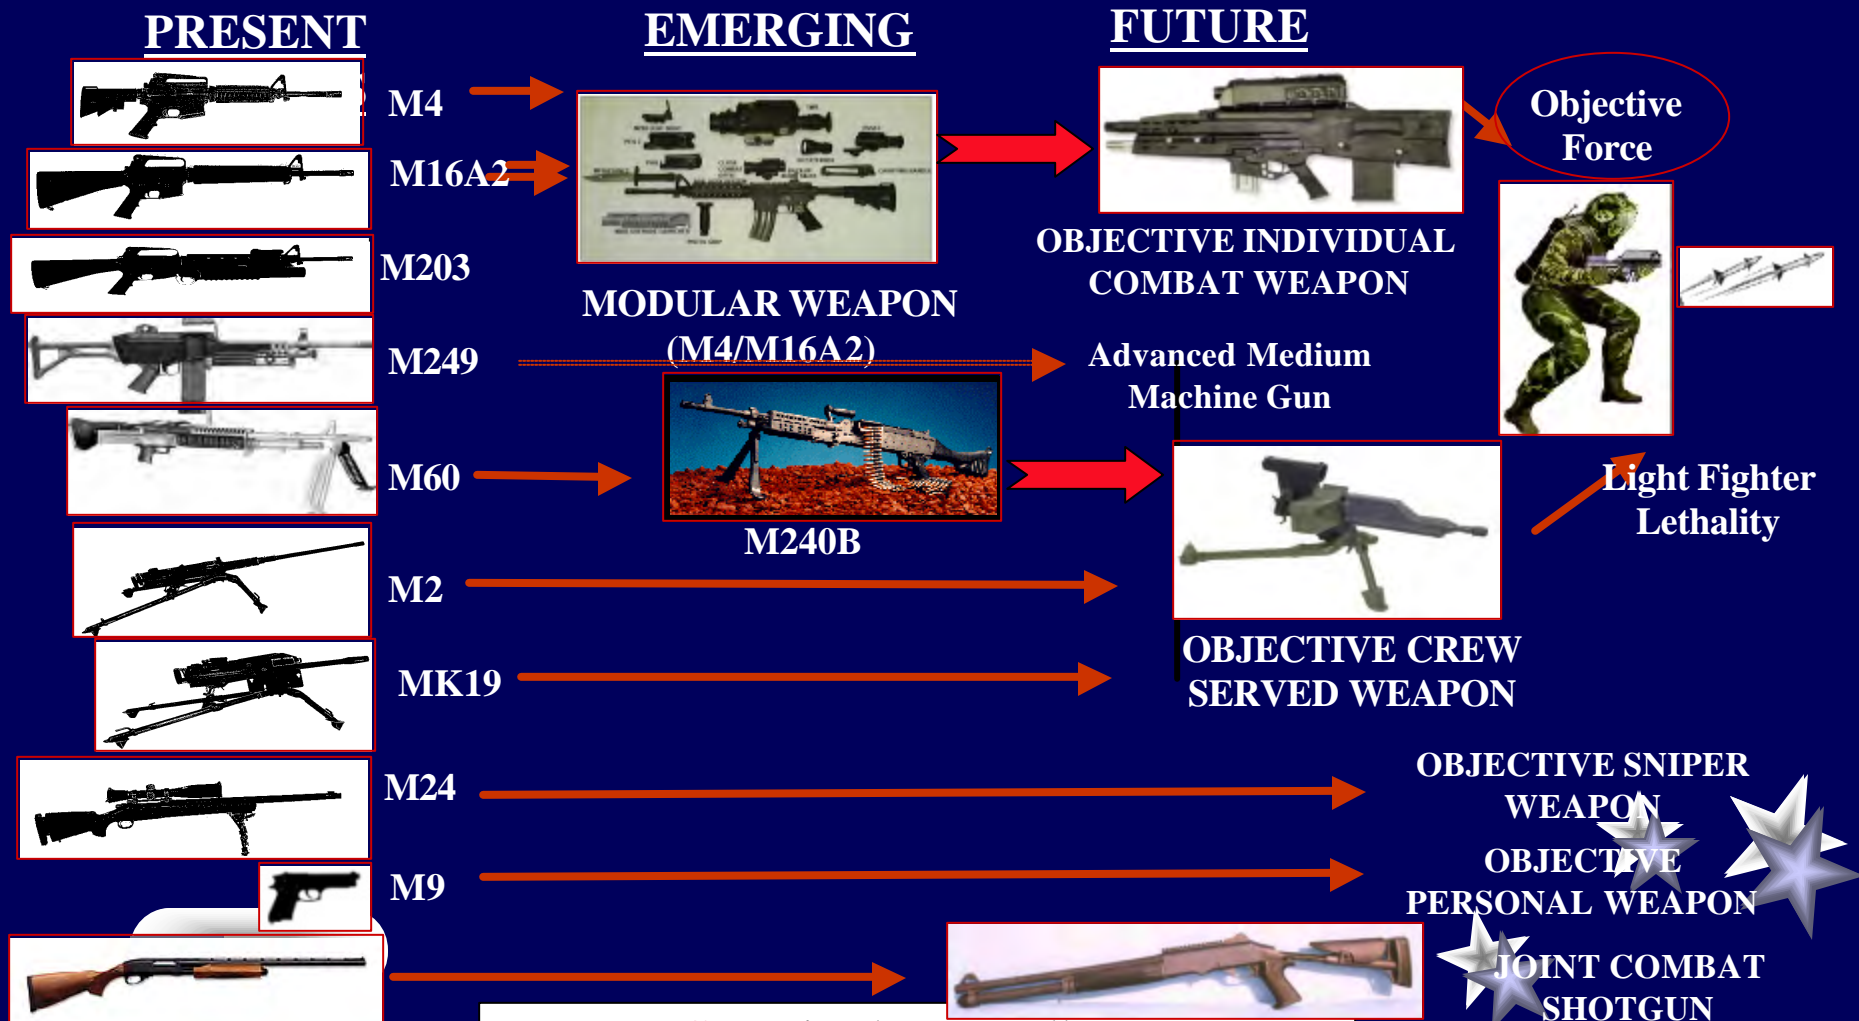 PRESENT
EMERGING
FUTURE
M4
M16A2
M203
M249
M60
M2
MK19
M24
M9
MODULAR WEAPON
(M4/M16A2)
M240B
OBJECTIVE INDIVIDUAL
COMBAT WEAPON
Advanced Medium
Machine Gun
OBJECTIVE CREW
SERVED WEAPON
Objective
Force
Light Fighter
Lethality
OBJECTIVE SNIPER
WEAPON
OBJECTIVE
PERSONAL WEAPON
JOINT COMBAT
SHOTGUN